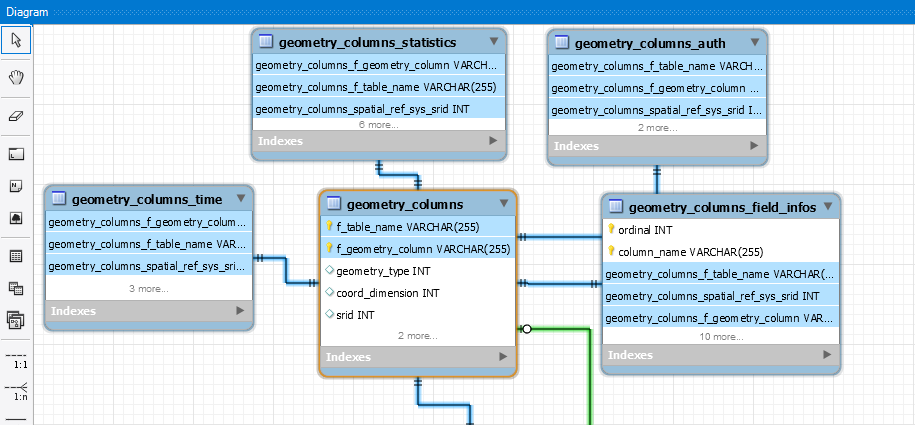 Diagram
geometry_columns_statistics
geometry_columns_f_geometry_column VARCH...
geometry_columns_f_table_name VARCHAR(255)
geometry_columns_spatial_ref_sys_srid INT
6 more...
Indexes
geometry_columns_auth
geometry_columns_f_table_name VARCH...
geometry_columns_f_geometry_column ...
geometry_columns_spatial_ref_sys_srid I...
2 more...
Indexes
geometry_columns_time
geometry_columns_f_geometry_colum...
geometry_columns_f_table_name VAR...
geometry_columns_spatial_ref_sys_sri...
3 more...
Indexes
geometry_columns
f_table_name VARCHAR(255)
f_geometry_column VARCHAR(255)
geometry_type INT
coord_dimension INT
srid INT
2 more...
Indexes
geometry_columns_field_infos
ordinal INT
column_name VARCHAR(255)
geometry_columns_f_table_name VARCHAR(...
geometry_columns_spatial_ref_sys_srid INT
geometry_columns_f_geometry_column VAR...
10 more...
Indexes
1:1
1:n